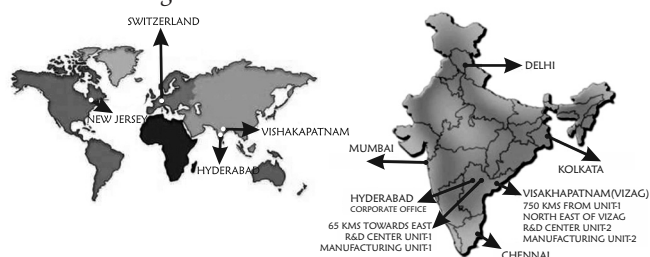 SWITZERLAND
NEW JERSEY
VISHAKAPATNAM
HYDERABAD
DELHI
MUMBAI
KOLKATA
HYDERABAD
CORPORATE OFFICE
65 KMS TOWARDS EAST
R&D CENTER UNIT-1
MANUFACTURING UNIT-1
VISAKHAPATNAM(VIZAG)
750 KMS FROM UNIT-1
NORTH EAST OF VIZAG
R&D CENTER UNIT-2
MANUFACTURING UNIT-2
CHENNAI